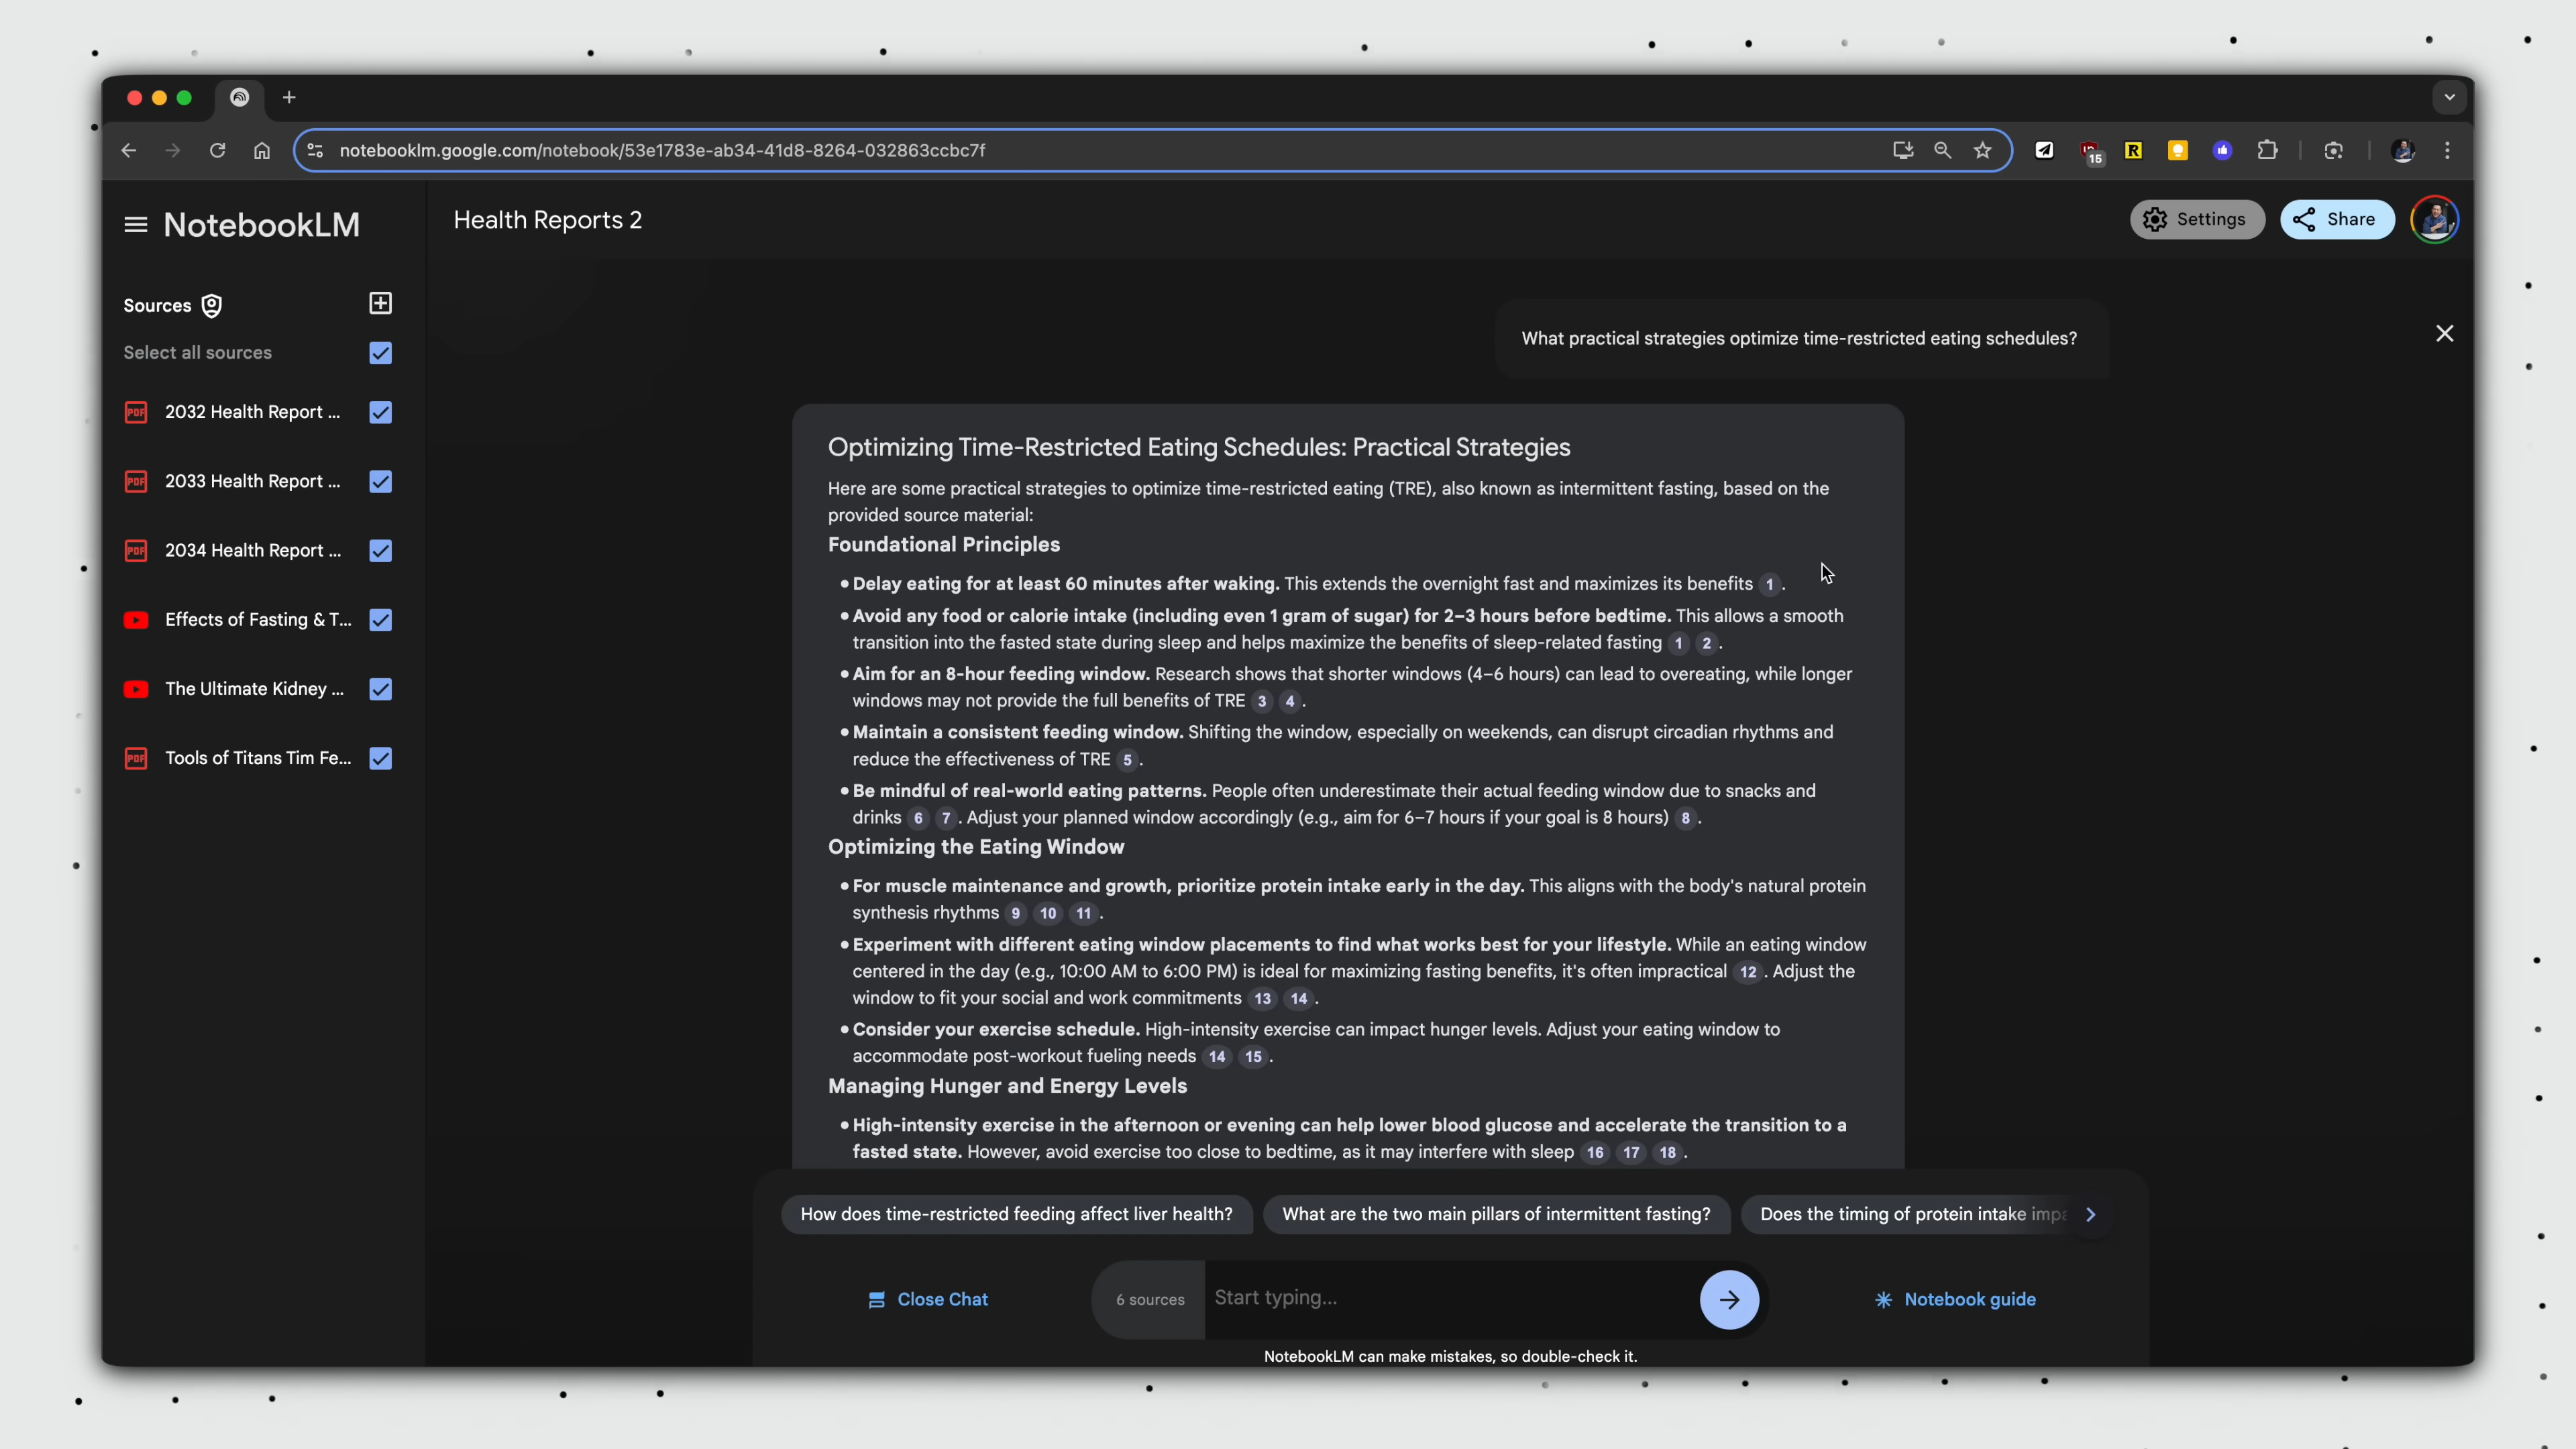 notebooklm.google.com/notebook/53e1783e-ab34-41d8-8264-032863ccbc7f
15
R
NotebookLM
Health Reports 2
Settings
Share
Sources
Select all sources
PDF 2032 Health Report ...
PDF 2033 Health Report ...
PDF 2034 Health Report ...
Effects of Fasting & T...
The Ultimate Kidney ...
PDF Tools of Titans Tim Fe...
What practical strategies optimize time-restricted eating schedules?
Optimizing Time-Restricted Eating Schedules: Practical Strategies
Here are some practical strategies to optimize time-restricted eating (TRE), also known as intermittent fasting, based on the
provided source material:
Foundational Principles
• Delay eating for at least 60 minutes after waking. This extends the overnight fast and maximizes its benefits 1 .
• Avoid any food or calorie intake (including even 1 gram of sugar) for 2–3 hours before bedtime. This allows a smooth
transition into the fasted state during sleep and helps maximize the benefits of sleep-related fasting 1 2 .
• Aim for an 8-hour feeding window. Research shows that shorter windows (4–6 hours) can lead to overeating, while longer
windows may not provide the full benefits of TRE 3 4 .
• Maintain a consistent feeding window. Shifting the window, especially on weekends, can disrupt circadian rhythms and
reduce the effectiveness of TRE 5 .
• Be mindful of real-world eating patterns. People often underestimate their actual feeding window due to snacks and
drinks 6 7 . Adjust your planned window accordingly (e.g., aim for 6–7 hours if your goal is 8 hours) 8 .
Optimizing the Eating Window
• For muscle maintenance and growth, prioritize protein intake early in the day. This aligns with the body's natural protein
synthesis rhythms 9 10 11 .
• Experiment with different eating window placements to find what works best for your lifestyle. While an eating window
centered in the day (e.g., 10:00 AM to 6:00 PM) is ideal for maximizing fasting benefits, it's often impractical 12 . Adjust the
window to fit your social and work commitments 13 14 .
• Consider your exercise schedule. High-intensity exercise can impact hunger levels. Adjust your eating window to
accommodate post-workout fueling needs 14 15 .
Managing Hunger and Energy Levels
• High-intensity exercise in the afternoon or evening can help lower blood glucose and accelerate the transition to a
fasted state. However, avoid exercise too close to bedtime, as it may interfere with sleep 16 17 18 .
How does time-restricted feeding affect liver health?
What are the two main pillars of intermittent fasting?
Does the timing of protein intake
Close Chat
6 sources
Start typing...
Notebook guide
NotebookLM can make mistakes, so double-check it.